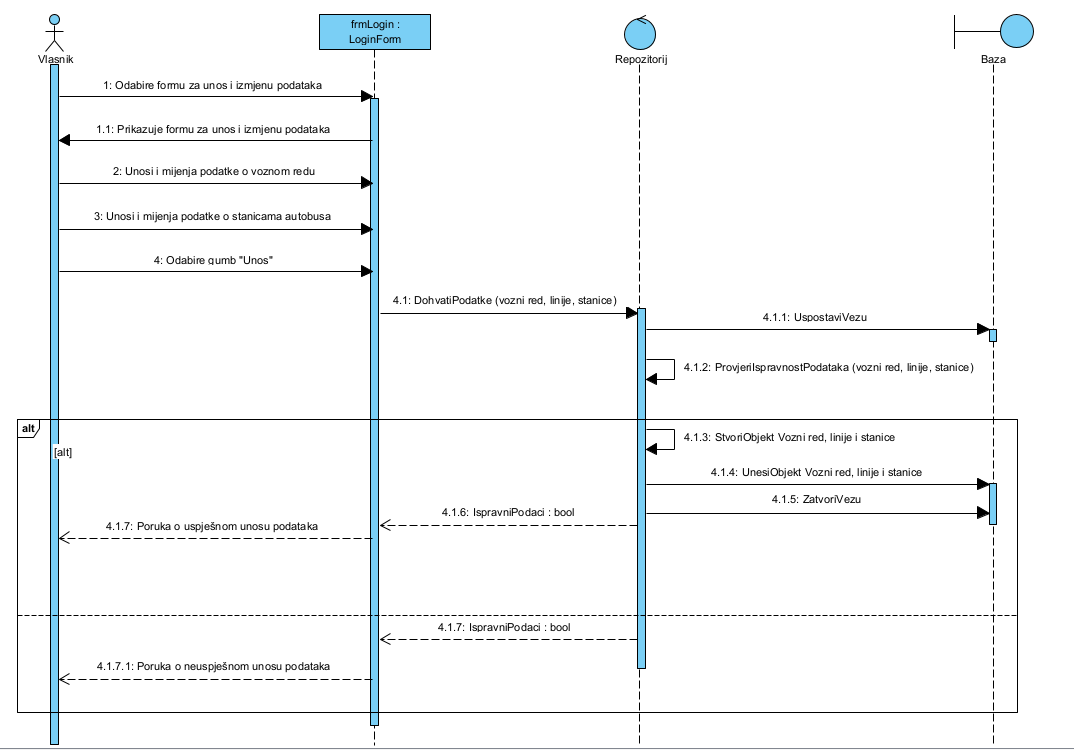 frmLogin :
LoginForm
Vlasnik
Repozitorij
Baza
1: Odabire formu za unos i izmjenu podataka
1.1: Prikazuje formu za unos i izmjenu podataka
2: Unosi i mijenja podatke o voznom redu
3: Unosi i mijenja podatke o stanicama autobusa
4: Odabire gumb "Unos"
4.1: DohvatiPodatke (vozni red, linije, stanice)
4.1.1: UspostaviVezu
4.1.2: ProvjeriIspravnostPodataka (vozni red, linije, stanice)
alt
[alt]
4.1.3: StvoriObjekt Vozni red, linije i stanice
4.1.4: UnesiObjekt Vozni red, linije i stanice
4.1.5: ZatvoriVezu
4.1.6: IspravniPodaci : bool
4.1.7: Poruka o uspješnom unosu podataka
4.1.7: IspravniPodaci : bool
4.1.7.1: Poruka o neuspješnom unosu podataka